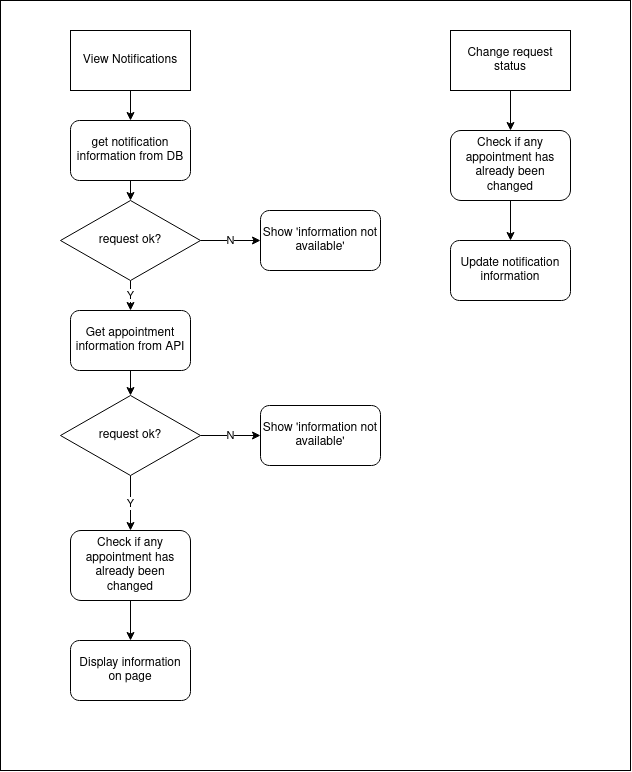 View Notifications
get notification
information from DB
request ok?
N
Show 'information not
available'
Y
Get appointment
information from API
request ok?
N
Show 'information not
available'
Y
Check if any
appointment has
already been
changed
Display information
on page
Change request
status
Check if any
appointment has
already been
changed
Update notification
information